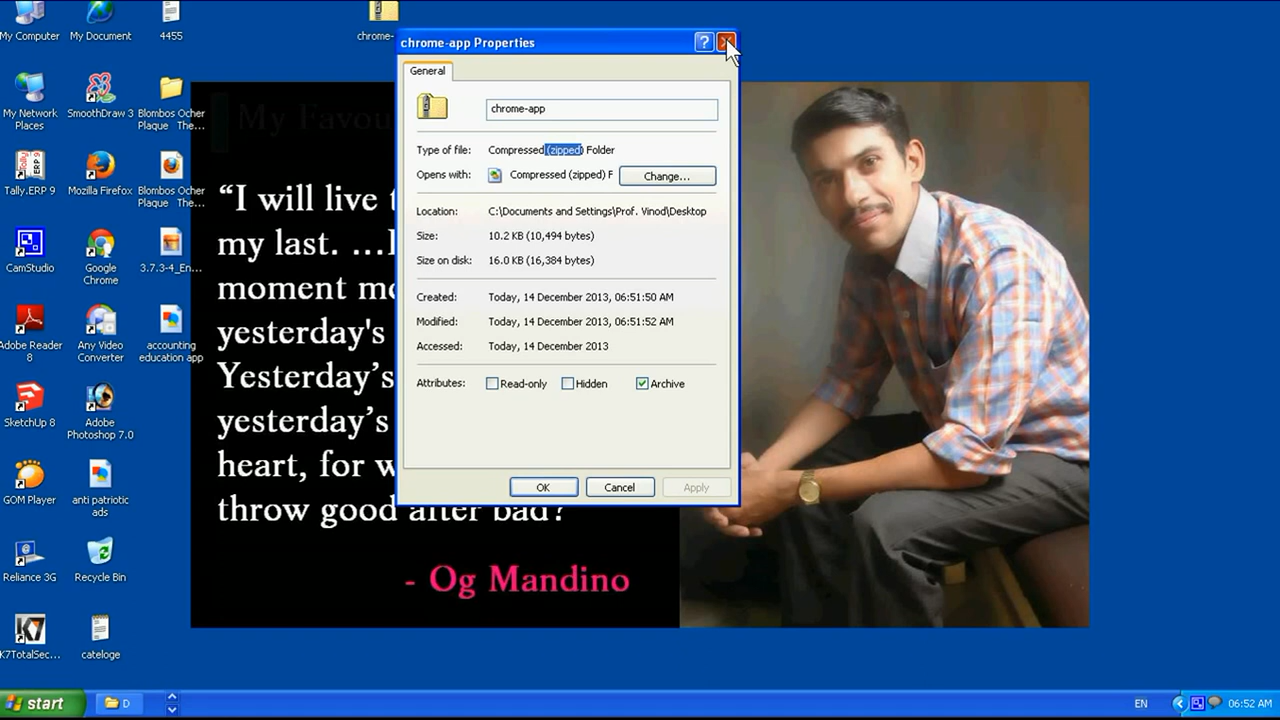 My Computer
My Document
4455
chrome-
My Network
Places
SmoothDraw 3
Blombos Ocher
Plaque The...
Tally.ERP 9
Mozilla Firefox
Blombos Ocher
Plaque The...
CamStudio
Google
Chrome
3.7.3-4_En...
Adobe Reader
8
Any Video
Converter
accounting
education app
SketchUp 8
Adobe
Photoshop 7.0
GOM Player
anti patriotic
ads
Reliance 3G
Recycle Bin
K7TotalSec...
cateloge
chrome-app Properties
General
chrome-app
Type of file:
Compressed (zipped) Folder
Opens with:
Compressed (zipped) F
Change...
Location:
C:\Documents and Settings\Prof. Vinod\Desktop
Size:
10.2 KB (10,494 bytes)
Size on disk:
16.0 KB (16,384 bytes)
Created:
Today, 14 December 2013, 06:51:50 AM
Modified:
Today, 14 December 2013, 06:51:52 AM
Accessed:
Today, 14 December 2013
Attributes:
Read-only
Hidden
Archive
OK
Cancel
Apply
My Favou
“I will live
my last. ...
moment
yesterday's
Yesterday’s
yesterday’s
heart, for
throw good after bad?
- Og Mandino
start
D
EN
06:52 AM